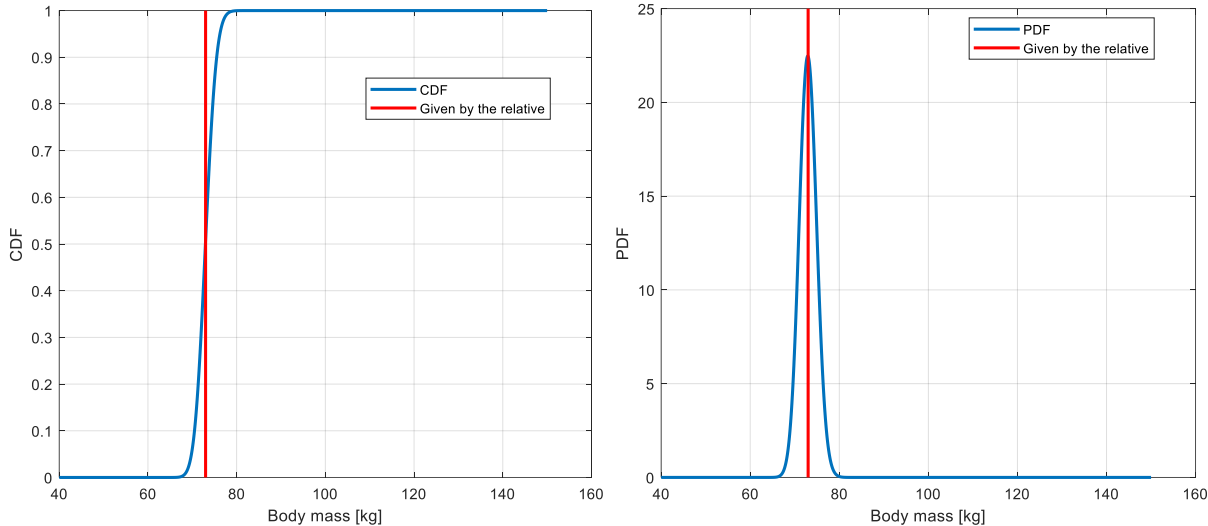 1
0.9
0.8
0.7
0.6
0.5
0.4
0.3
0.2
0.1
0
CDF
40 60 80 100 120 140 160
Body mass [kg]
CDF
Given by the relative
25
20
15
10
5
0
PDF
40 60 80 100 120 140 160
Body mass [kg]
PDF
Given by the relative